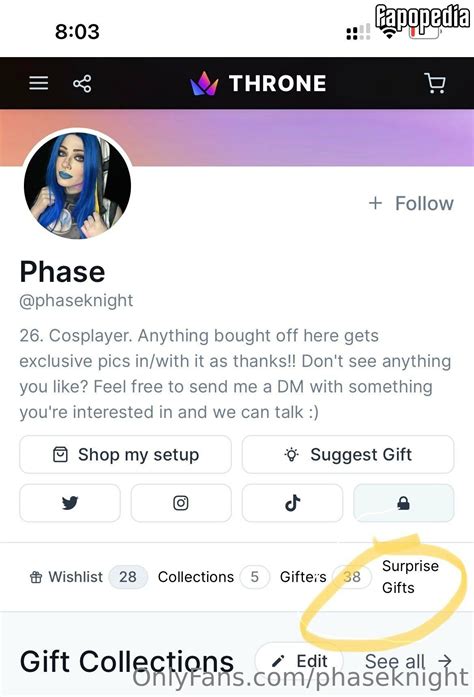 Fapopedia
8:03
THRONE
+ Follow
Phase
@phaseknight
26. Cosplayer. Anything bought off here gets
exclusive pics in/with it as thanks!! Don't see anything
you like? Feel free to send me a DM with something
you're interested in and we can talk :)
Shop my setup
Suggest Gift
Wishlist 28 Collections 5 Gifters 38 Surprise
Gifts
Gift Collections Edit See all →
OnlyFans.com/phaseknight